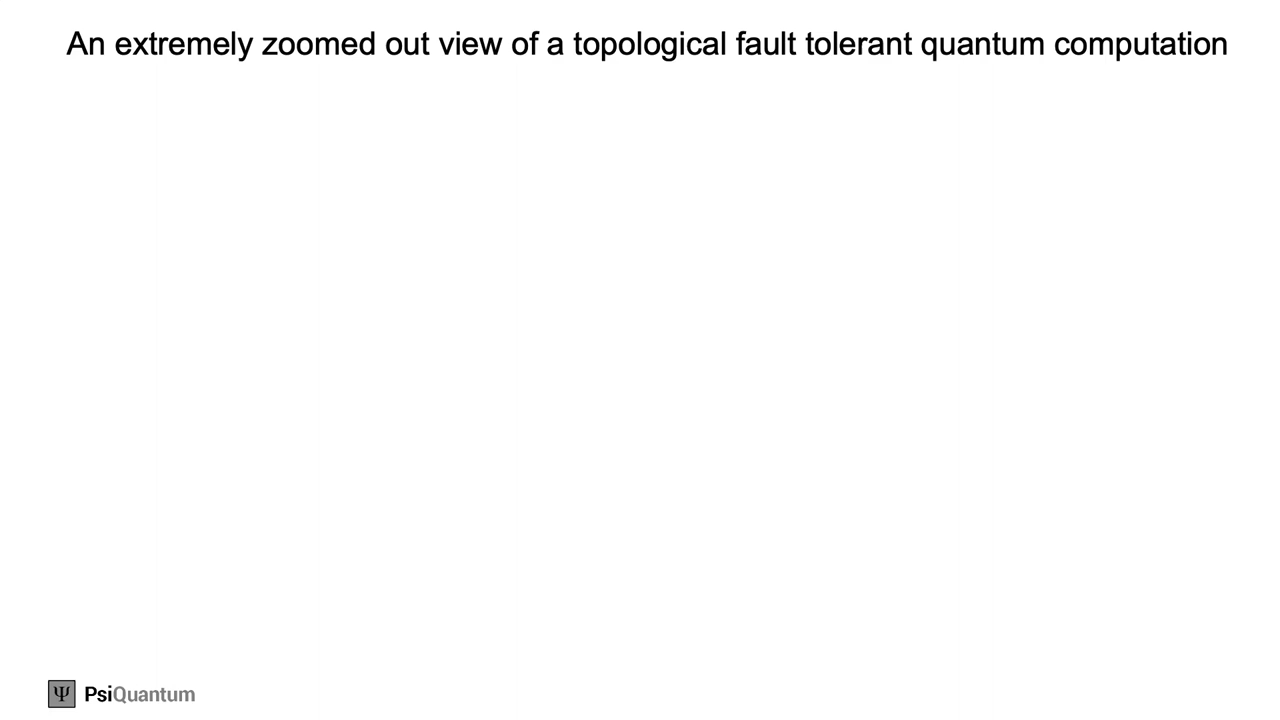 An extremely zoomed out view of a topological fault tolerant quantum computation
Ψ PsiQuantum